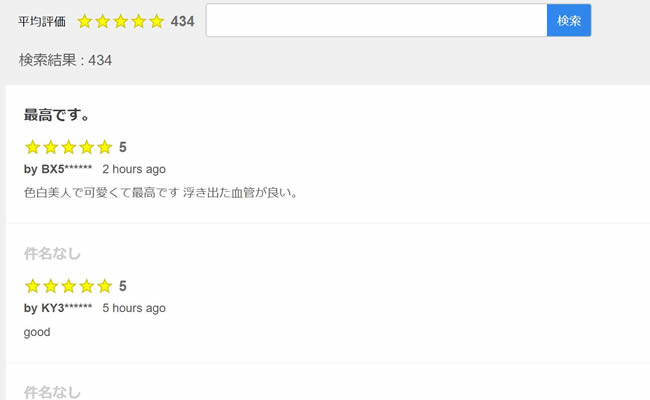 平均評価 434 検索
検索結果 : 434
最高です。
5
by BX5****** 2 hours ago
色白美人で可愛くて最高です 浮き出た血管が良い。
件名なし
5
by KY3****** 5 hours ago
good
件名なし